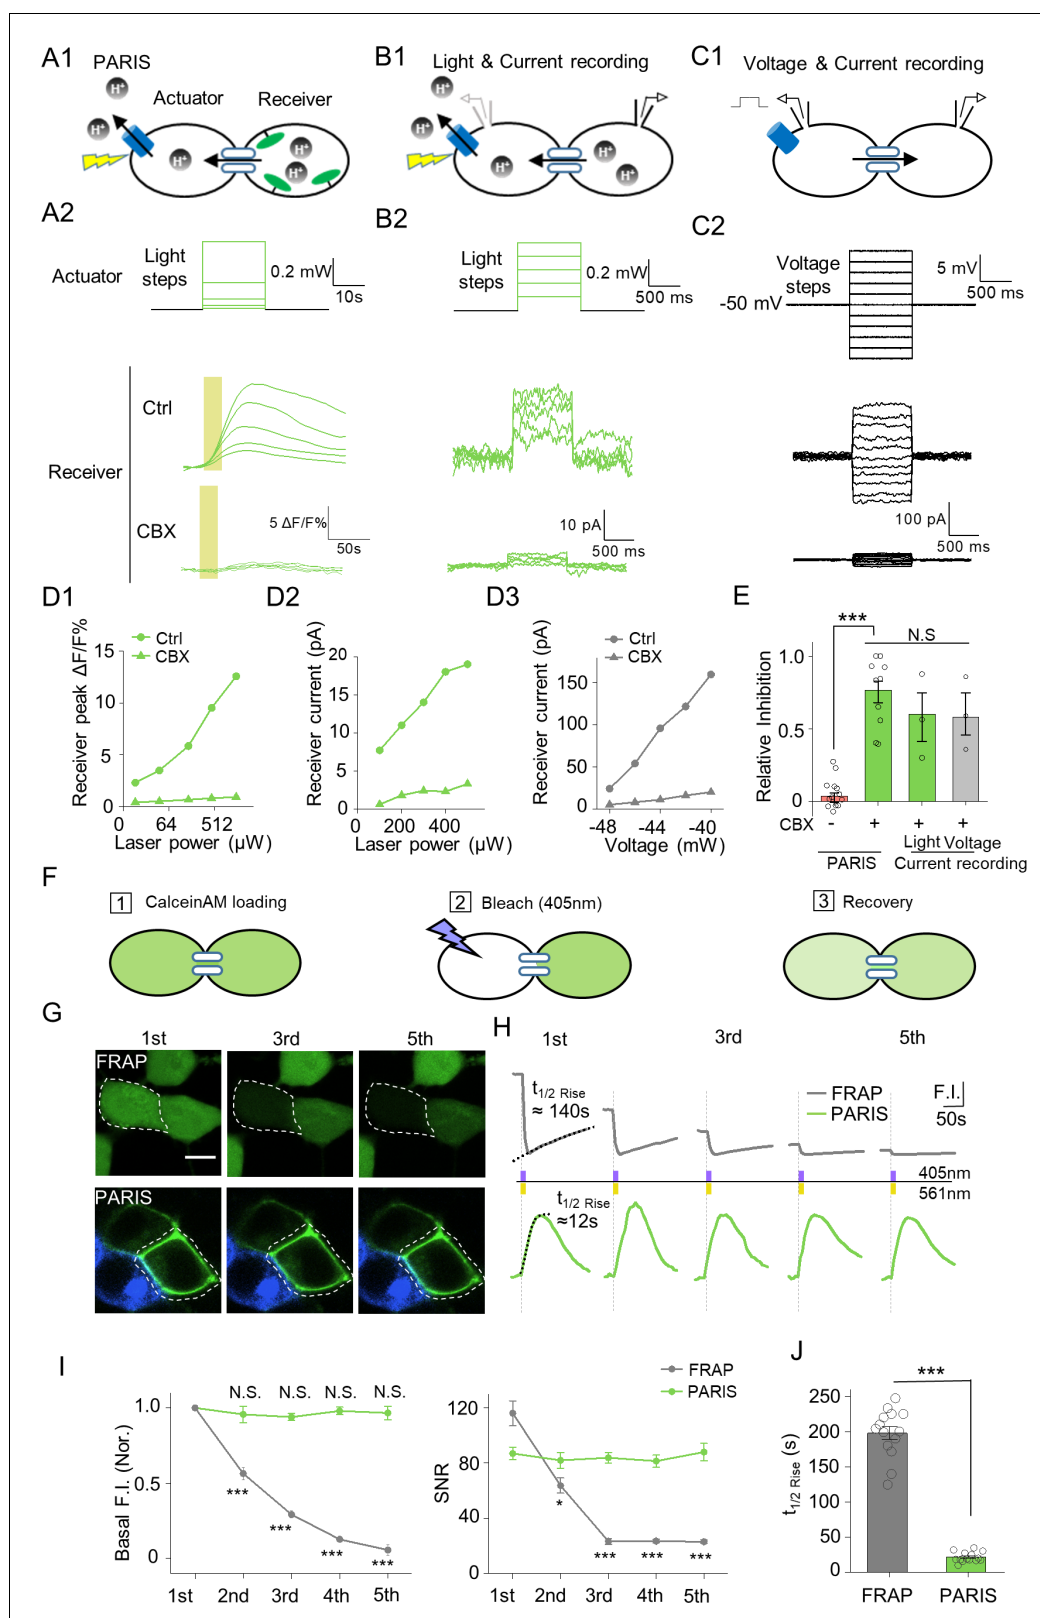 A1
PARIS
H+
Actuator
Receiver
H+
H+
H+
H+
B1
Light & Current recording
H+
H+
H+
H+
H+
C1
Voltage & Current recording
A2
Actuator
Light
steps
0.2 mW
10s
B2
Light
steps
0.2 mW
500 ms
C2
Voltage
steps
5 mV
500 ms
-50 mV
Receiver
Ctrl
CBX
5 ΔF/F%
50s
10 pA
500 ms
100 pA
500 ms
D1
Ctrl
CBX
Receiver peak ΔF/F%
15
10
5
0
0 64 512
Laser power (µW)
D2
Receiver current (pA)
20
15
10
5
0
200 400
Laser power (µW)
D3
Ctrl
CBX
Receiver current (pA)
150
100
50
0
-48 -44 -40
Voltage (mW)
E
***
N.S
Relative Inhibition
1.0
0.5
0
CBX - + + +
PARIS
Light Voltage
Current recording
F
1 CalceinAM loading
2 Bleach (405nm)
3 Recovery
G
1st 3rd 5th
FRAP
PARIS
H
1st 3rd 5th
t1/2 Rise
≈ 140s
FRAP
PARIS
F.I.
50s
405nm
561nm
t1/2 Rise
≈12s
I
N.S. N.S. N.S. N.S.
Basal F.I. (Nor.)
1.0
0.5
0
***
***
***
***
1st 2nd 3rd 4th 5th
FRAP
PARIS
SNR
120
80
40
0
*
*** *** ***
1st 2nd 3rd 4th 5th
J
***
t1/2 Rise (s)
250
200
150
100
50
0
FRAP PARIS